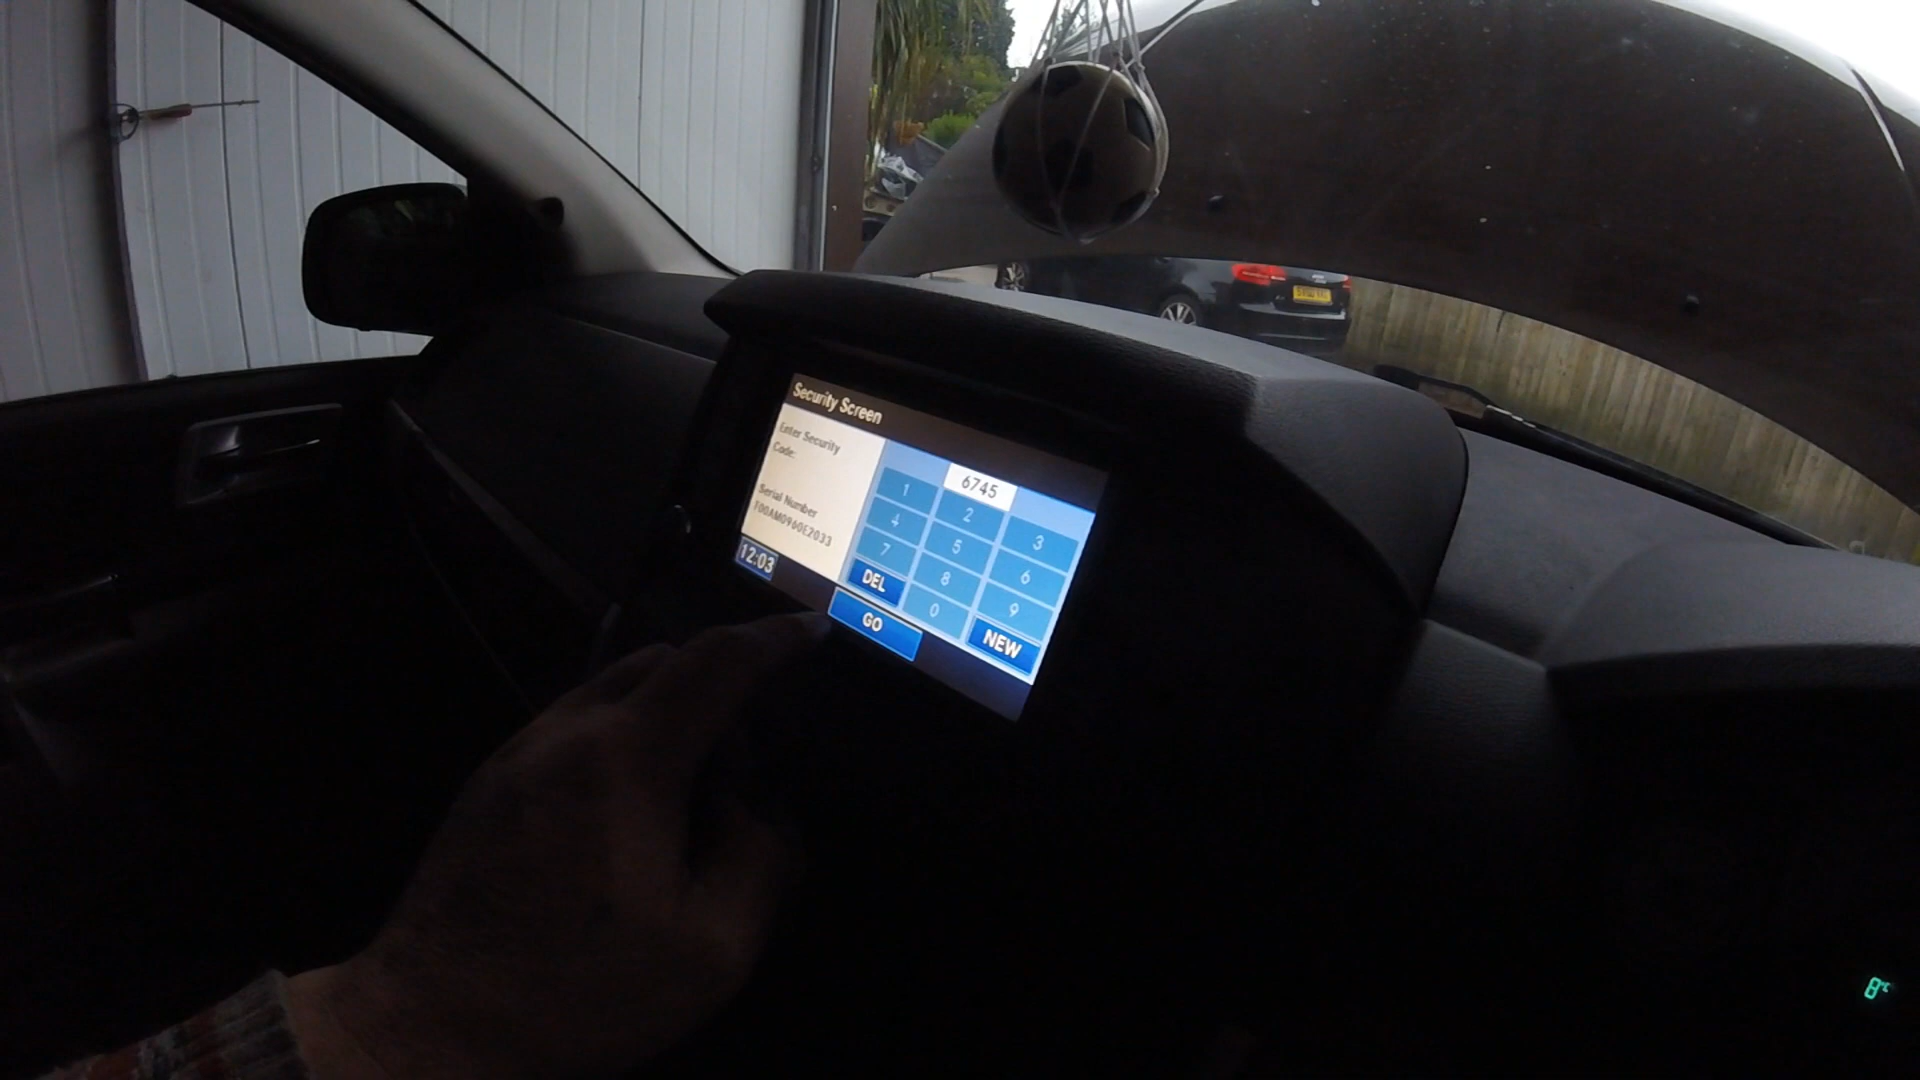 Security Screen
Enter Security
Code:
6745
Serial Number
T00AM0960E2033
1
2
3
4
5
6
7
8
9
DEL
0
NEW
12:03
GO
8°C